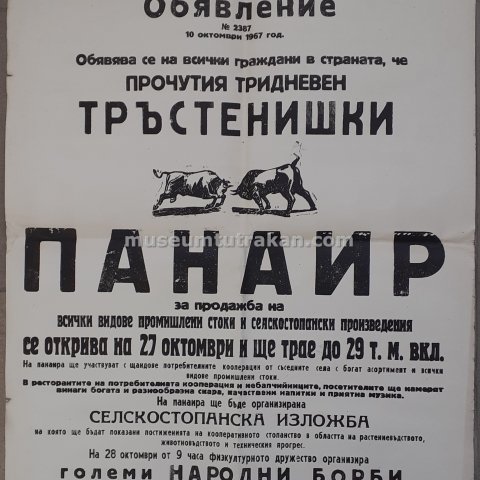 Обявление
№ 2387
10 октомври 1967 год.
Обявява се на всички граждани в страната, че
ПРОЧУТИЯ ТРИДНЕВЕН
ТРЪСТЕНИШКИ
museumtutrakan.com
ПАНАИР
за продажба на
всички видове промишлени стоки и селскостопански произведения
се открива на 27 октомври и ще трае до 29 т. м. вкл.
На панаира ще участвуват с щандове потребителните кооперации от съседните села с богат асортимент и всички
видове промишлени стоки.
В ресторантите на потребителната кооперация и небапчийниците, посетителите ще намерат
винаги богата и разнообразна скара, качествени напитки и приятна музика.
На панаира ще бъде организирана
СЕЛСКОСТОПАНСКА ИЗЛОЖБА
на която ще бъдат показани постиженията на кооперативното стопанство в областта на растениевъдството,
животновъдството и технически прогрес.
На 28 октомври от 9 часа физкултурното дружество организира
големи НАРОДНИ БОРБИ